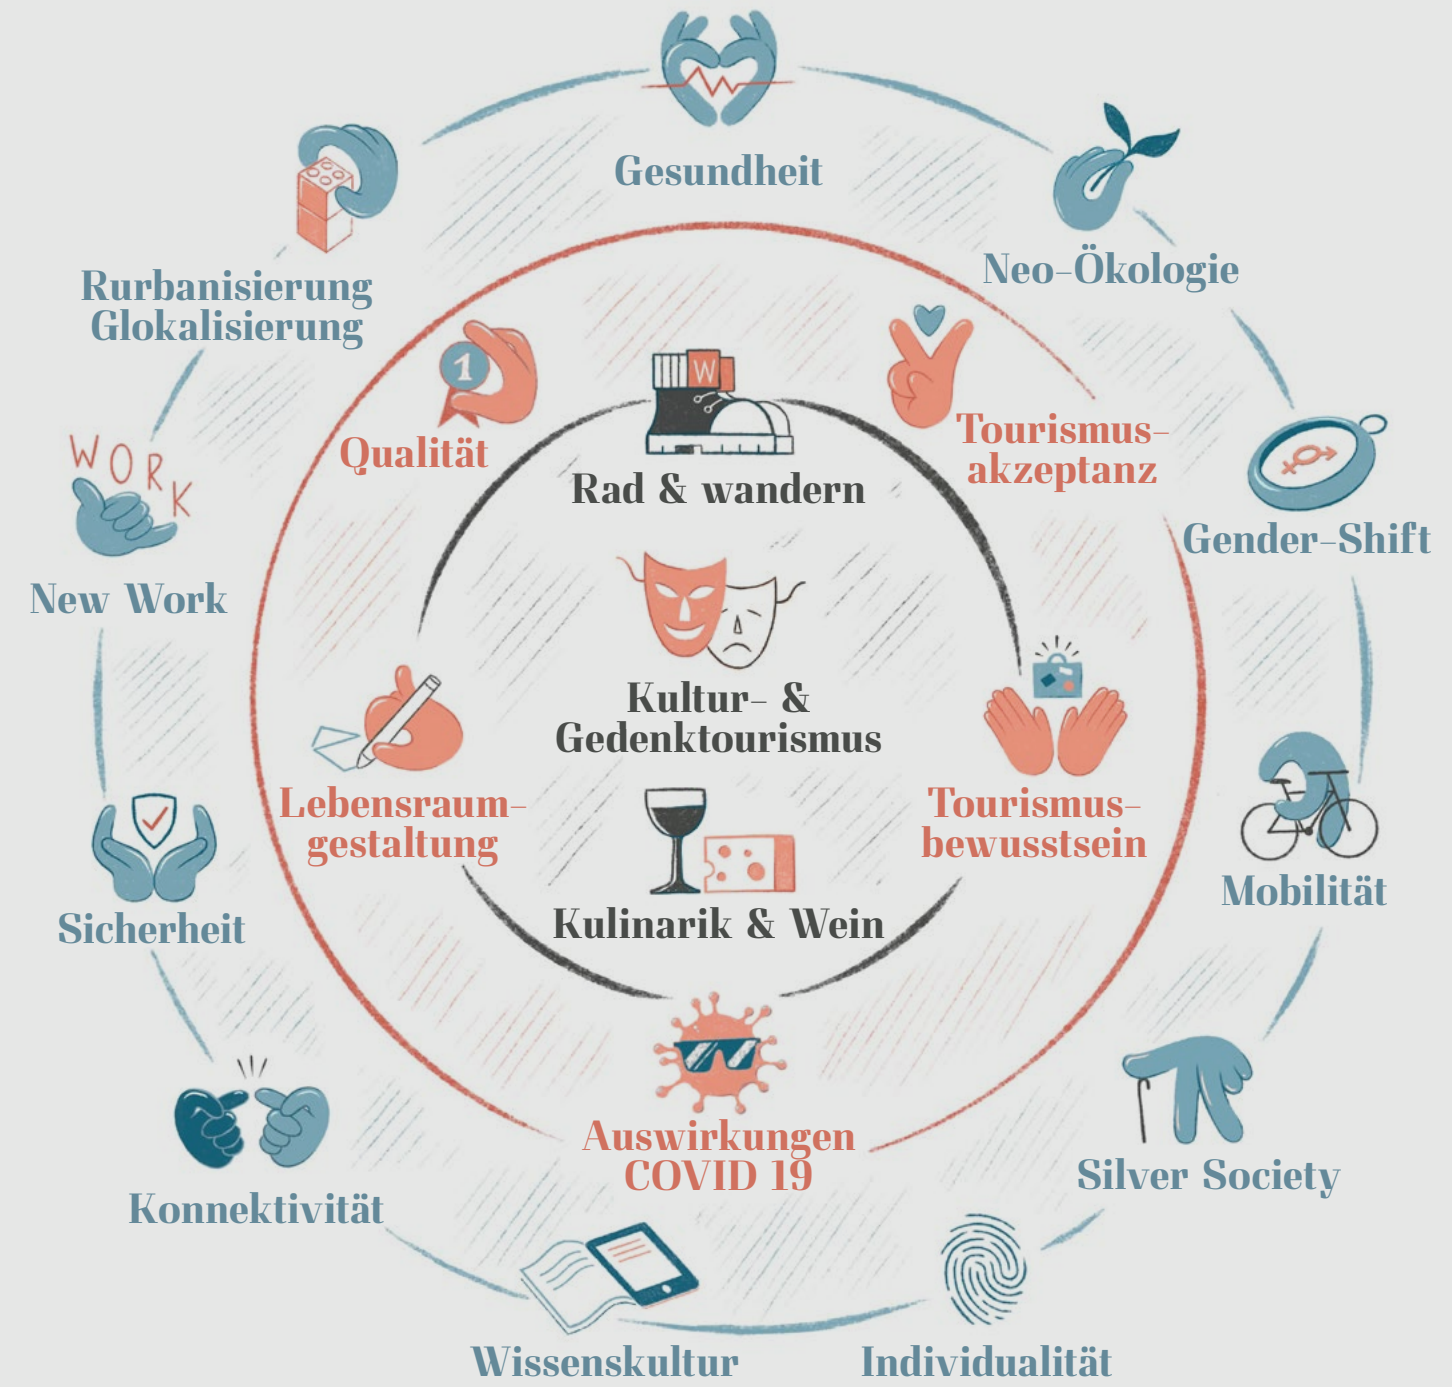 Gesundheit
Neo-Ökologie
Rurbanisierung
Glokalisierung
1
W
Qualität
Tourismus-
akzeptanz
Rad & wandern
WORK
Gender-Shift
New Work
Kultur- &
Gedenktourismus
Lebensraum-
gestaltung
Tourismus-
bewusstsein
Mobilität
Sicherheit
Kulinarik & Wein
Auswirkungen
COVID 19
Silver Society
Konnektivität
Wissenskultur
Individualität